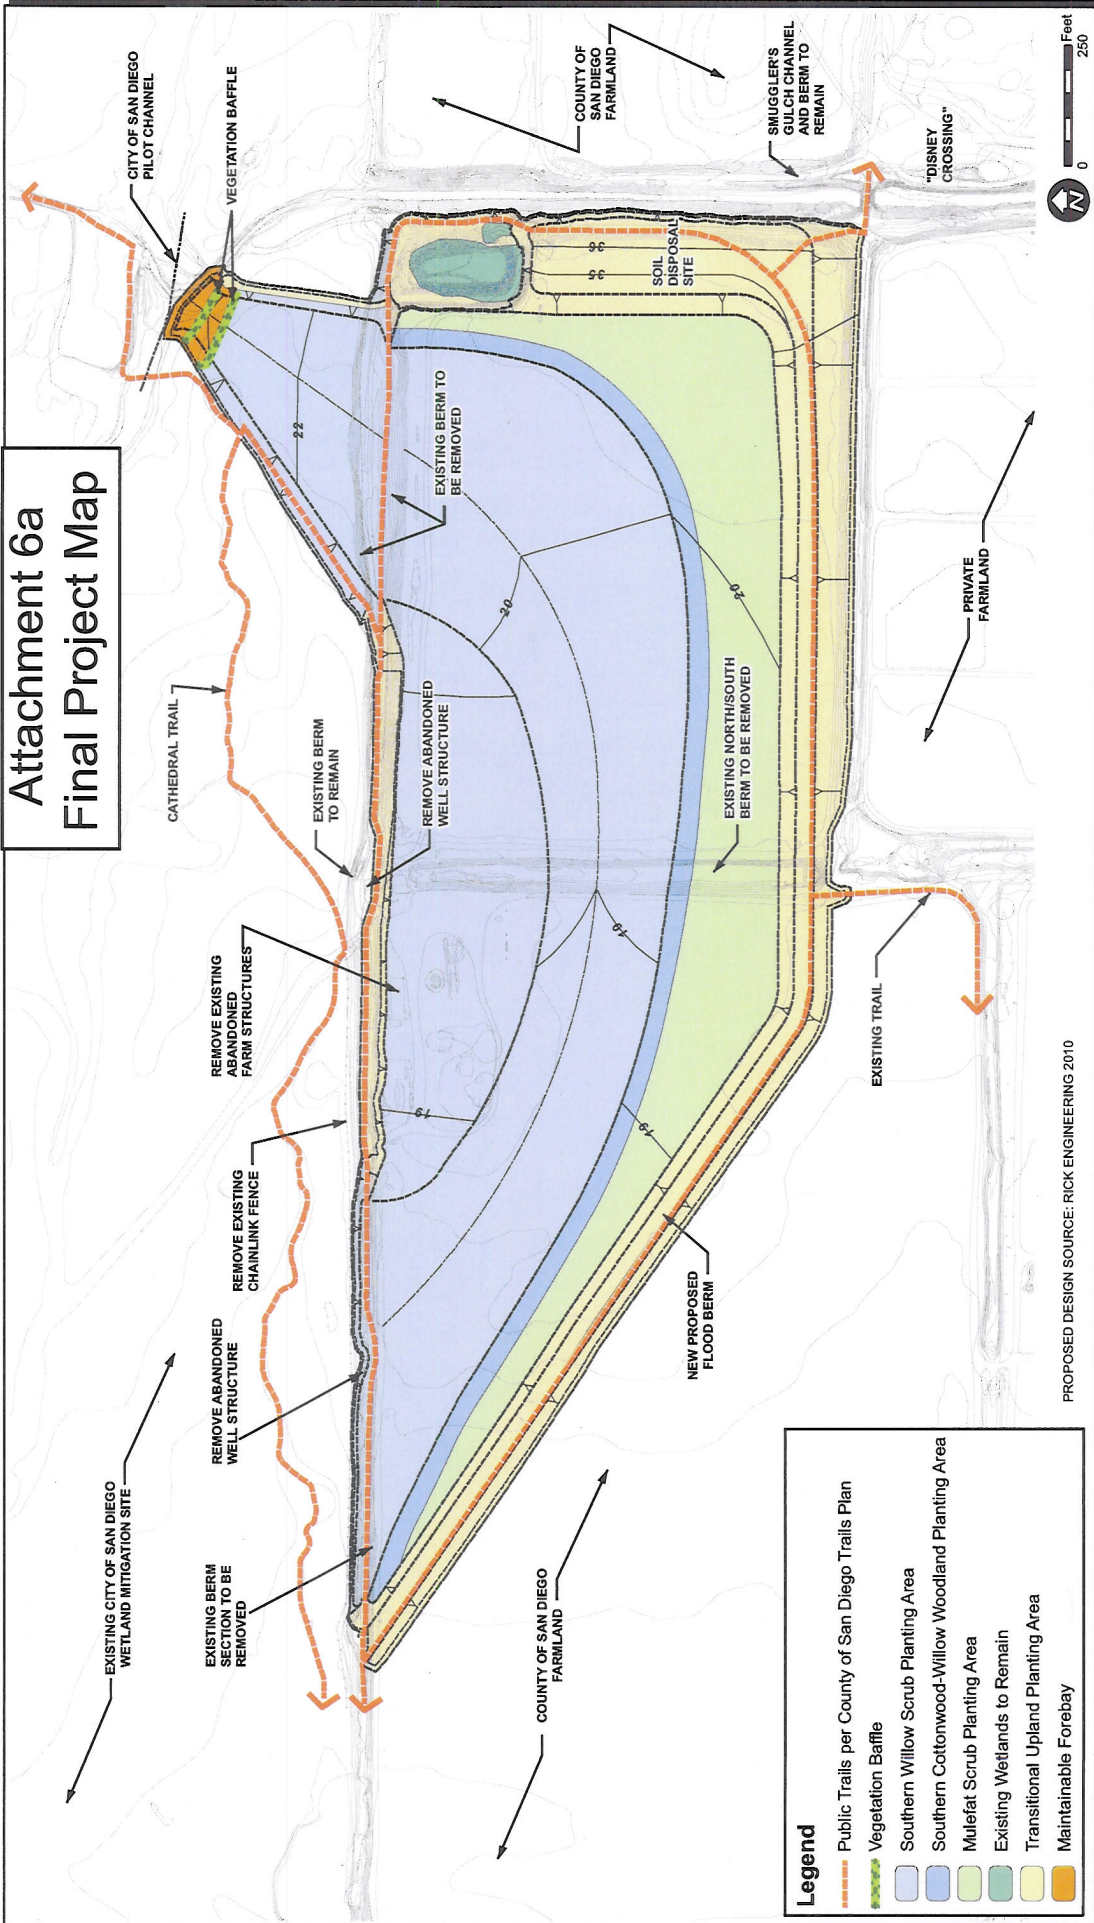 Attachment 6a
Final Project Map
CITY OF SAN DIEGO
PILOT CHANNEL
VEGETATION BAFFLE
COUNTY OF
SAN DIEGO
FARMLAND
SMUGGLER'S
GULCH CHANNEL
AND BERM TO
REMAIN
"DISNEY
CROSSING"
0
250
Feet
N
CATHEDRAL TRAIL
EXISTING BERM
TO REMAIN
REMOVE ABANDONED
WELL STRUCTURE
EXISTING BERM TO
BE REMOVED
22
20
20
36
35
SOIL
DISPOSAL
SITE
EXISTING NORTH/SOUTH
BERM TO BE REMOVED
PRIVATE
FARMLAND
REMOVE EXISTING
ABANDONED
FARM STRUCTURES
19
19
19
EXISTING TRAIL
REMOVE EXISTING
CHAINLINK FENCE
REMOVE ABANDONED
WELL STRUCTURE
NEW PROPOSED
FLOOD BERM
EXISTING CITY OF SAN DIEGO
WETLAND MITIGATION SITE
EXISTING BERM
SECTION TO BE
REMOVED
COUNTY OF SAN DIEGO
FARMLAND
PROPOSED DESIGN SOURCE: RICK ENGINEERING 2010
Legend
Public Trails per County of San Diego Trails Plan
Vegetation Baffle
Southern Willow Scrub Planting Area
Southern Cottonwood-Willow Woodland Planting Area
Mulefat Scrub Planting Area
Existing Wetlands to Remain
Transitional Upland Planting Area
Maintainable Forebay